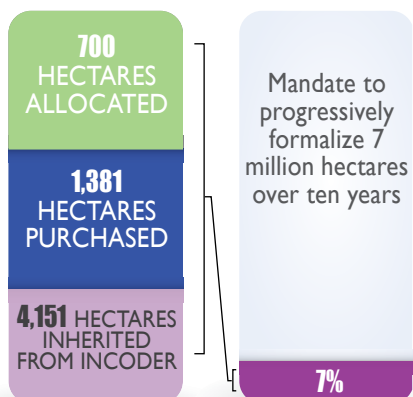 700
HECTARES
ALLOCATED
1,381
HECTARES
PURCHASED
4,151 HECTARES
INHERITED
FROM INCODER
Mandate to
progressively
formalize 7
million hectares
over ten years
7%